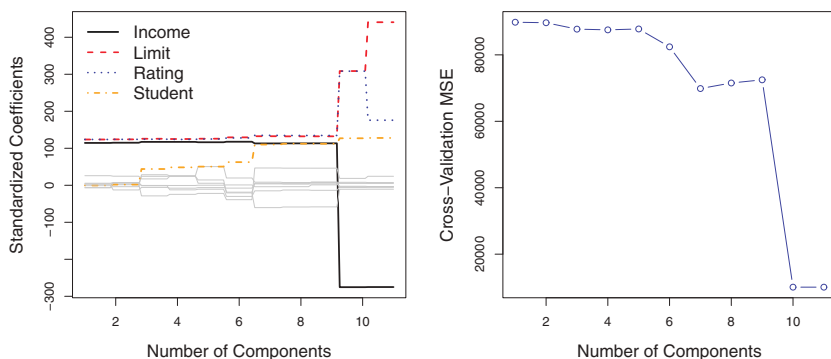 Standardized Coefficients
400
300
200
100
0
-100
-300
Income
Limit
Rating
Student
2 4 6 8 10
Number of Components
Cross-Validation MSE
80000
60000
40000
20000
2 4 6 8 10
Number of Components